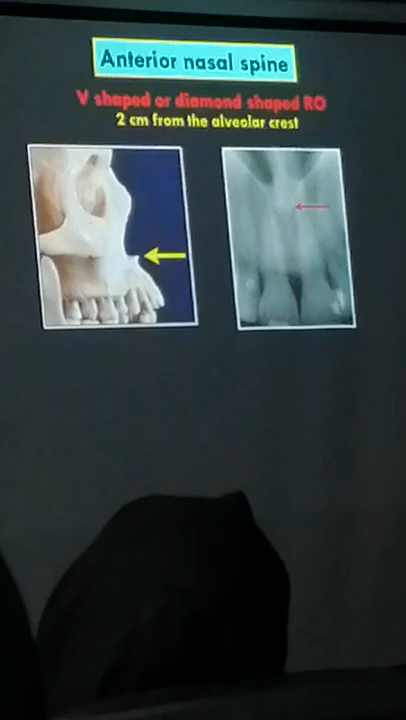 Anterior nasal spine
V shaped or diamond shaped RO
2 cm from the alveolar crest